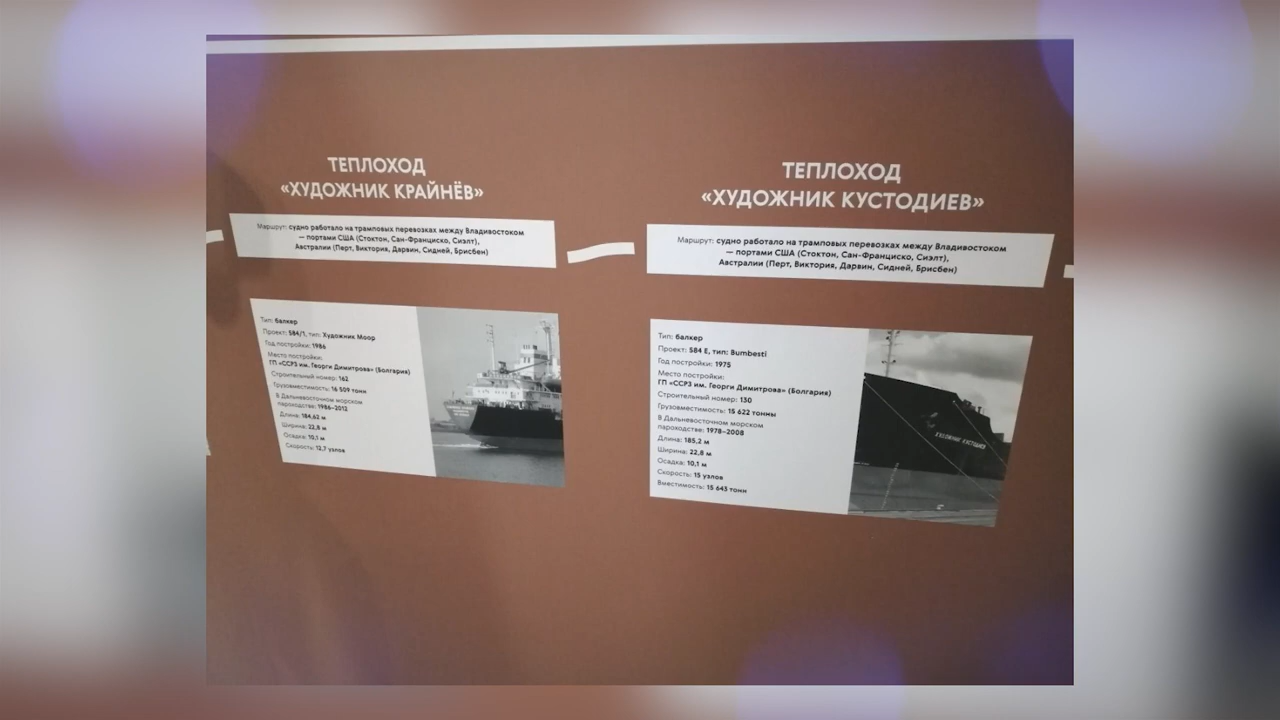 ТЕПЛОХОД
«ХУДОЖНИК КРАЙНЁВ»
Маршрут: судно работало на трамповых перевозках между Владивостоком
— портами США (Стоктон, Сан-Франциско, Сиэтл),
Австралии (Перт, Виктория, Дарвин, Сидней, Брисбен)
Тип: балкер
Проект: 584/1, тип: Художник Моор
Год постройки: 1986
Место постройки:
ГП «ССРЗ им. Георги Димитрова» (Болгария)
Строительный номер: 162
Грузовместимость: 16 509 тонн
В Дальневосточном морском
пароходстве: 1986–2012
Длина: 184,62 м
Ширина: 22,8 м
Осадка: 10,1 м
Скорость: 12,7 узлов
ТЕПЛОХОД
«ХУДОЖНИК КУСТОДИЕВ»
Маршрут: судно работало на трамповых перевозках между Владивостоком
— портами США (Стоктон, Сан-Франциско, Сиэлт),
Австралии (Перт, Виктория, Дарвин, Сидней, Брисбен)
Тип: балкер
Проект: 584 Е, тип: Bumbesti
Год постройки: 1975
Место постройки:
ГП «ССРЗ им. Георги Димитрова» (Болгария)
Строительный номер: 130
Грузовместимость: 15 622 тонны
В Дальневосточном морском
пароходстве: 1978–2008
Длина: 185,2 м
Ширина: 22,8 м
Осадка: 10,1 м
Скорость: 15 узлов
Вместимость: 15 643 тонн
ХУДОЖНИК КУСТОДИЕВ